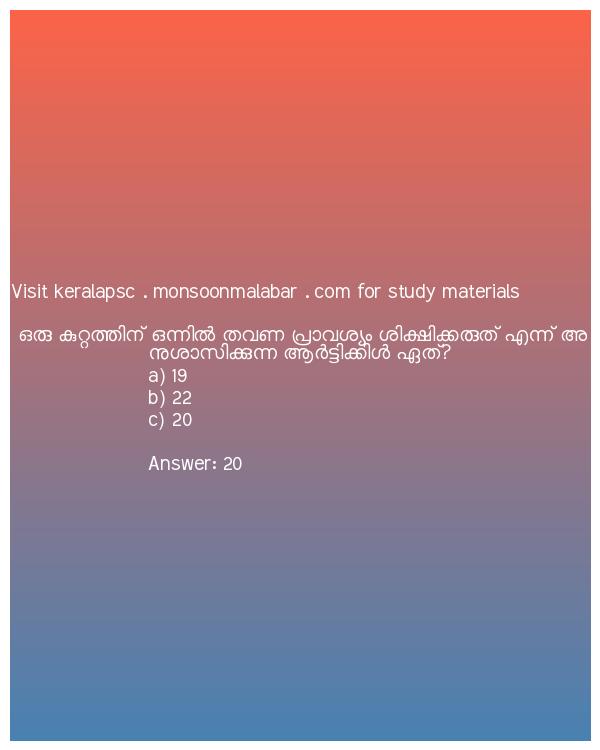 Visit keralapsc . monsoonmalabar . com for study materials
ഒരു കുറ്റത്തിന് ഒന്നിൽ തവണ പ്രാവശ്യം ശിക്ഷിക്കരുത് എന്ന് അ
നുശാസിക്കുന്ന ആർട്ടിക്കിൾ ഏത്?
a) 19
b) 22
c) 20
Answer: 20